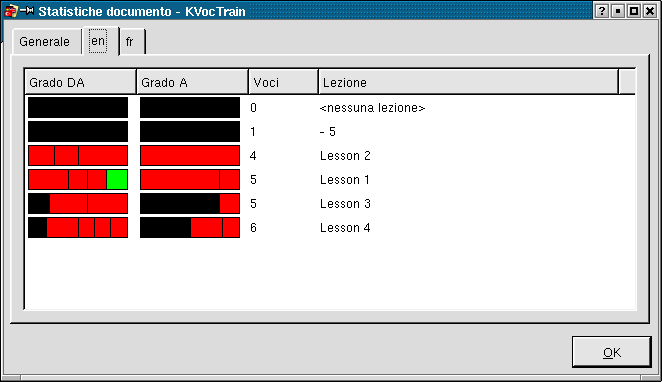 Statistiche documento - KVocTrain
?
Generale en fr
Grado DA Grado A Voci Lezione
0 <nessuna lezione>
1 - 5
4 Lesson 2
5 Lesson 1
5 Lesson 3
6 Lesson 4
OK